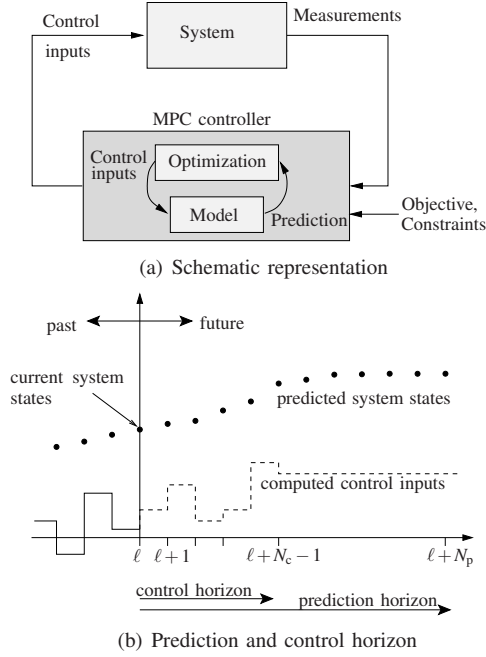 Control
inputs
System
Measurements
MPC controller
Control
inputs
Optimization
Model
Prediction
Objective,
Constraints
(a) Schematic representation
past
future
current system
states
predicted system states
computed control inputs
ℓ
ℓ+1
ℓ+N_c−1
ℓ+N_p
control horizon
prediction horizon
(b) Prediction and control horizon